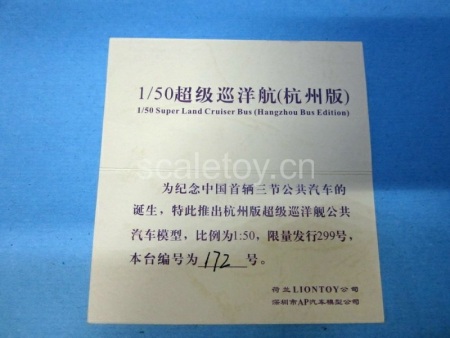 1/50超级巡洋航(杭州版)
1/50 Super Land Cruiser Bus (Hangzhou Bus Edition)
scaletoy.cn
为纪念中国首辆三节公共汽车的
诞生，特此推出杭州版超级巡洋舰公共
汽车模型，比例为1:50，限量发行299号，
本台编号为172号。
荷兰LIONTOY公司
深圳市AP汽车模型公司